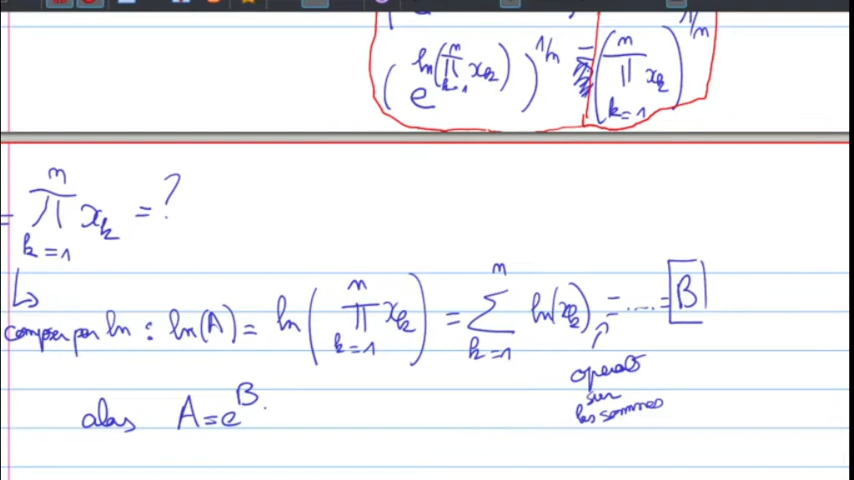 (e^{ln(∏_{k=1}^{n} x_k)})^{1/n} = (∏_{k=1}^{n} x_k)^{1/n}
= ∏_{k=1}^{n} x_k = ?
↳
composer par ln : ln(A) = ln(∏_{k=1}^{n} x_k) = ∑_{k=1}^{n} ln(x_k) = ..... = B
sur
les sommes
alors A = e^B.